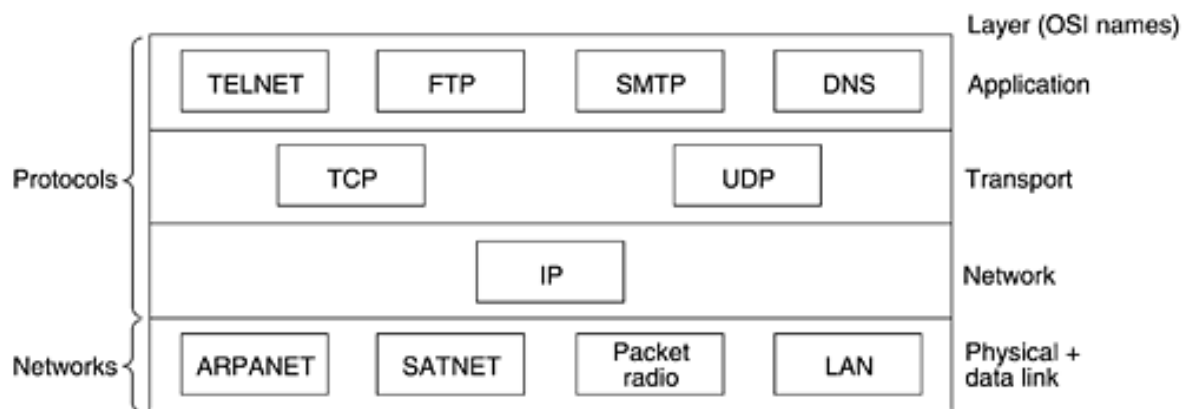 Layer (OSI names)
TELNET FTP SMTP DNS Application
Protocols TCP UDP Transport
IP Network
Networks ARPANET SATNET Packet radio LAN Physical +
data link